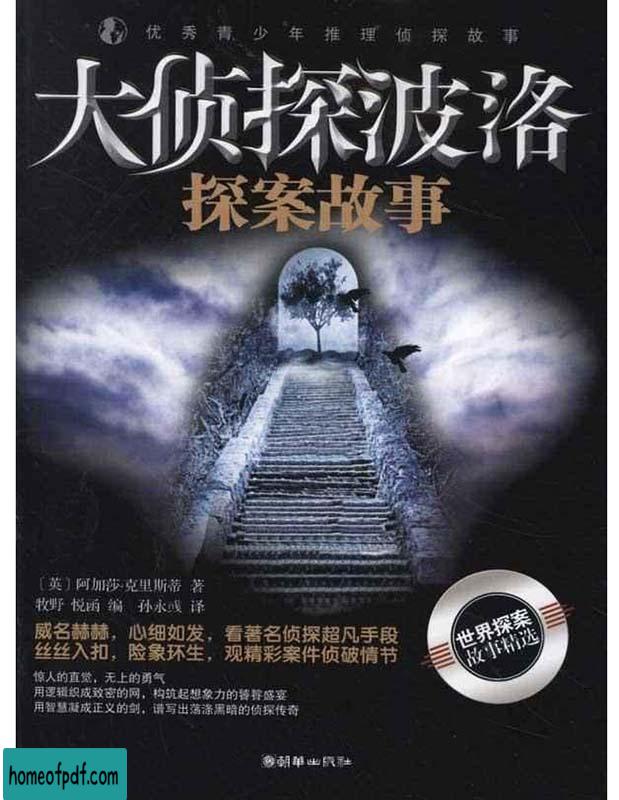 优秀青少年推理侦探故事
大侦探波洛
探案故事
［英］阿加莎·克里斯蒂 著
牧野 悦函 编 孙永彧 译
威名赫赫，心细如发，看著名侦探超凡手段
丝丝入扣，险象环生，观精彩案件侦破情节
惊人的直觉，无上的勇气
用逻辑织成致密的网，构筑起想象力的饕餮盛宴
用智慧凝成正义的剑，谱写出荡涤黑暗的侦探传奇
世界探案
故事精选
朝华出版社
homeofpdf.com